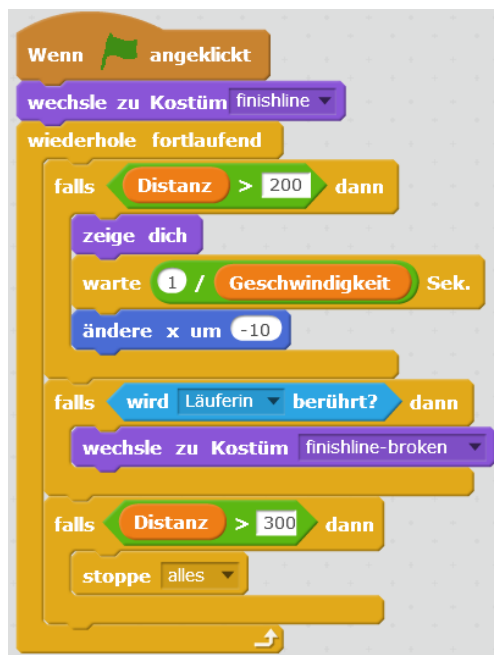 Wenn angeklickt
wechsle zu Kostüm finishline
wiederhole fortlaufend
falls Distanz > 200 dann
zeige dich
warte 1 / Geschwindigkeit Sek.
ändere x um -10
falls wird Läuferin berührt? dann
wechsle zu Kostüm finishline-broken
falls Distanz > 300 dann
stoppe alles